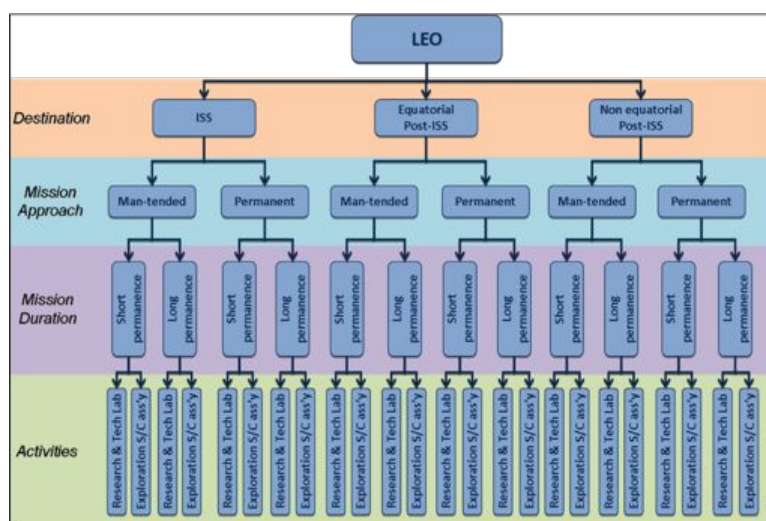 LEO
Destination
ISS
Equatorial
Post-ISS
Non equatorial
Post-ISS
Mission
Approach
Man-tended
Permanent
Man-tended
Permanent
Man-tended
Permanent
Mission
Duration
Short
permanence
Long
permanence
Short
permanence
Long
permanence
Short
permanence
Long
permanence
Short
permanence
Long
permanence
Short
permanence
Long
permanence
Short
permanence
Long
permanence
Activities
Research & Tech Lab
Exploration S/C ass'y
Research & Tech Lab
Exploration S/C ass'y
Research & Tech Lab
Exploration S/C ass'y
Research & Tech Lab
Exploration S/C ass'y
Research & Tech Lab
Exploration S/C ass'y
Research & Tech Lab
Exploration S/C ass'y
Research & Tech Lab
Exploration S/C ass'y
Research & Tech Lab
Exploration S/C ass'y
Research & Tech Lab
Exploration S/C ass'y
Research & Tech Lab
Exploration S/C ass'y
Research & Tech Lab
Exploration S/C ass'y
Research & Tech Lab
Exploration S/C ass'y